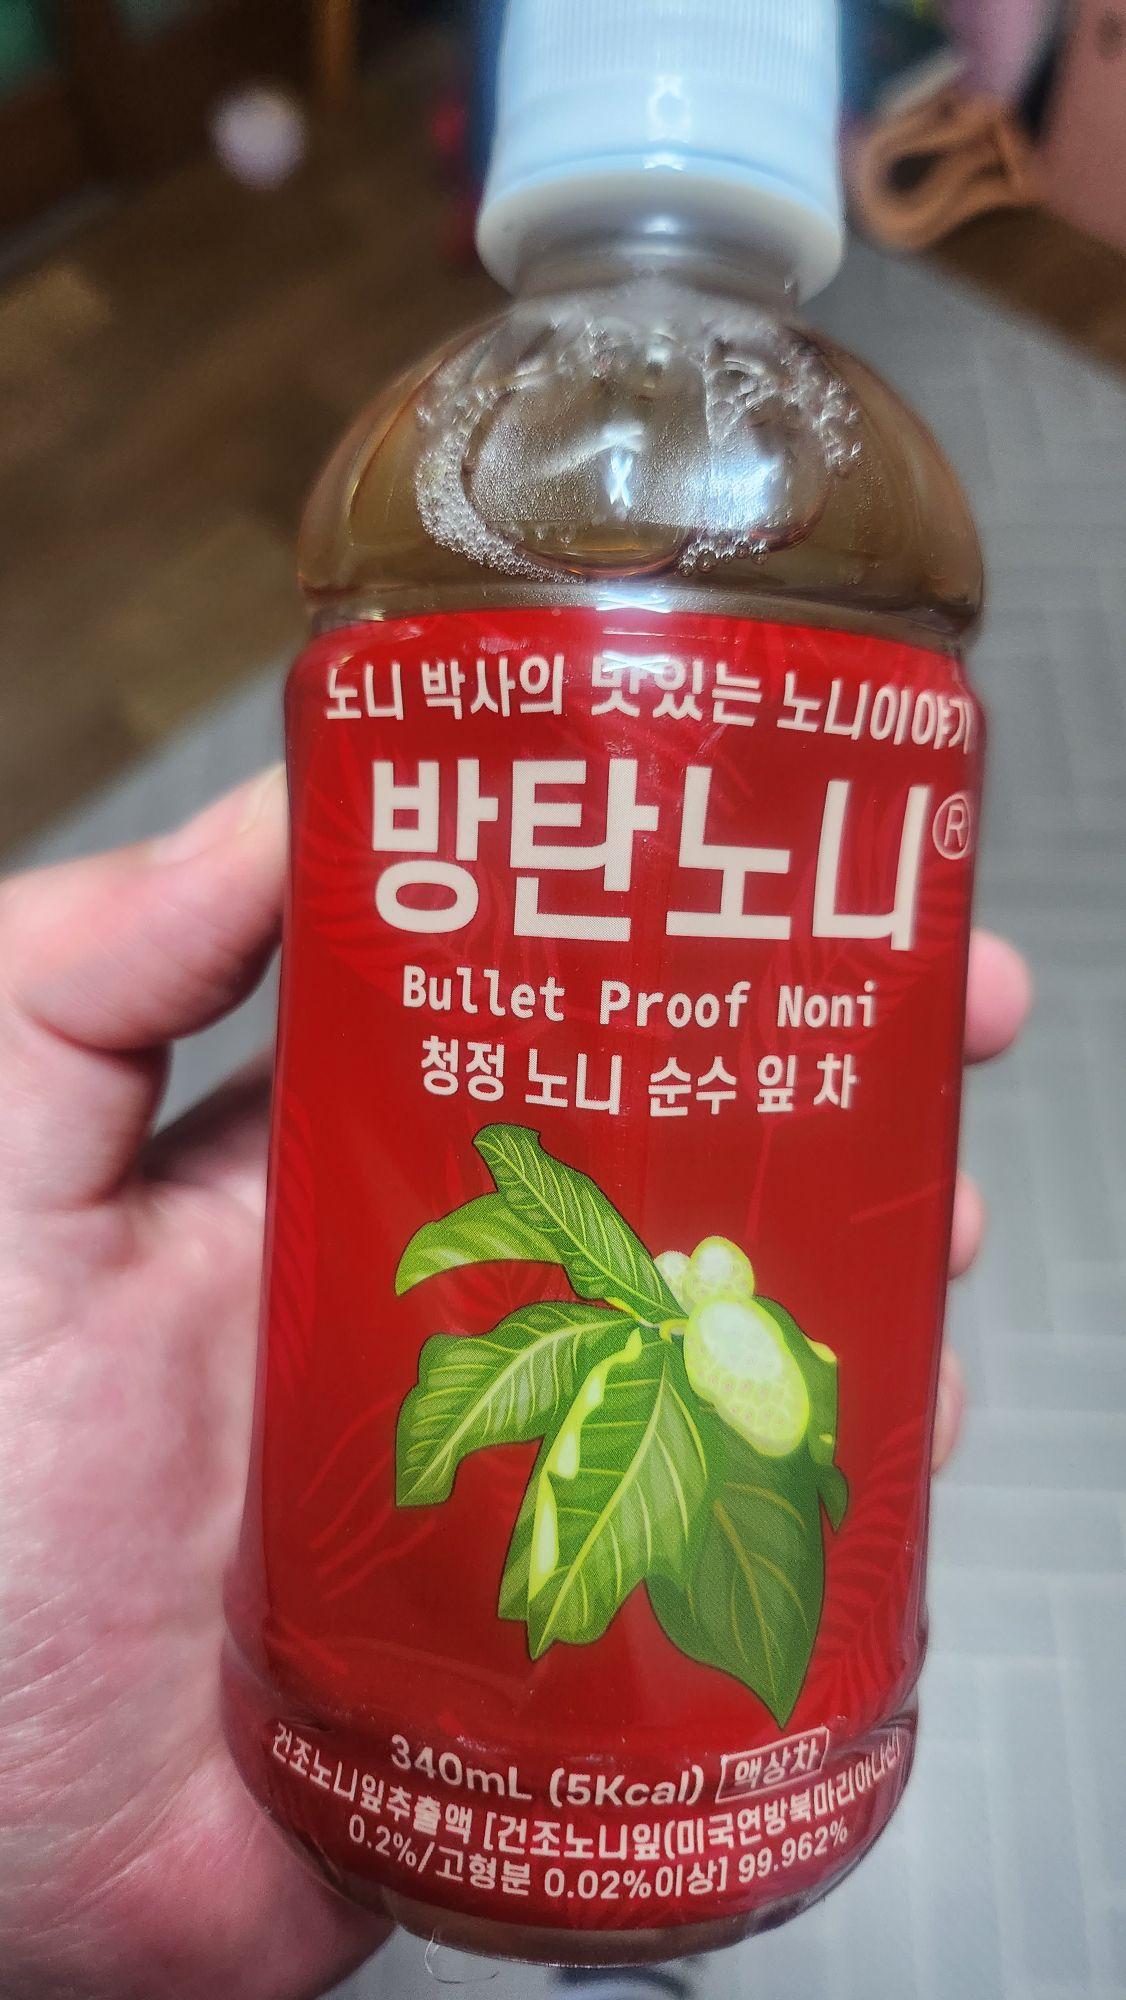 노니 박사의 맛있는 노니이야기
방탄노니®
Bullet Proof Noni
청정 노니 순수 잎 차
340mL (5Kcal) 액상차
건조노니잎추출액 [건조노니잎(미국연방북마리아나산)
0.2%/고형분 0.02%이상] 99.962%